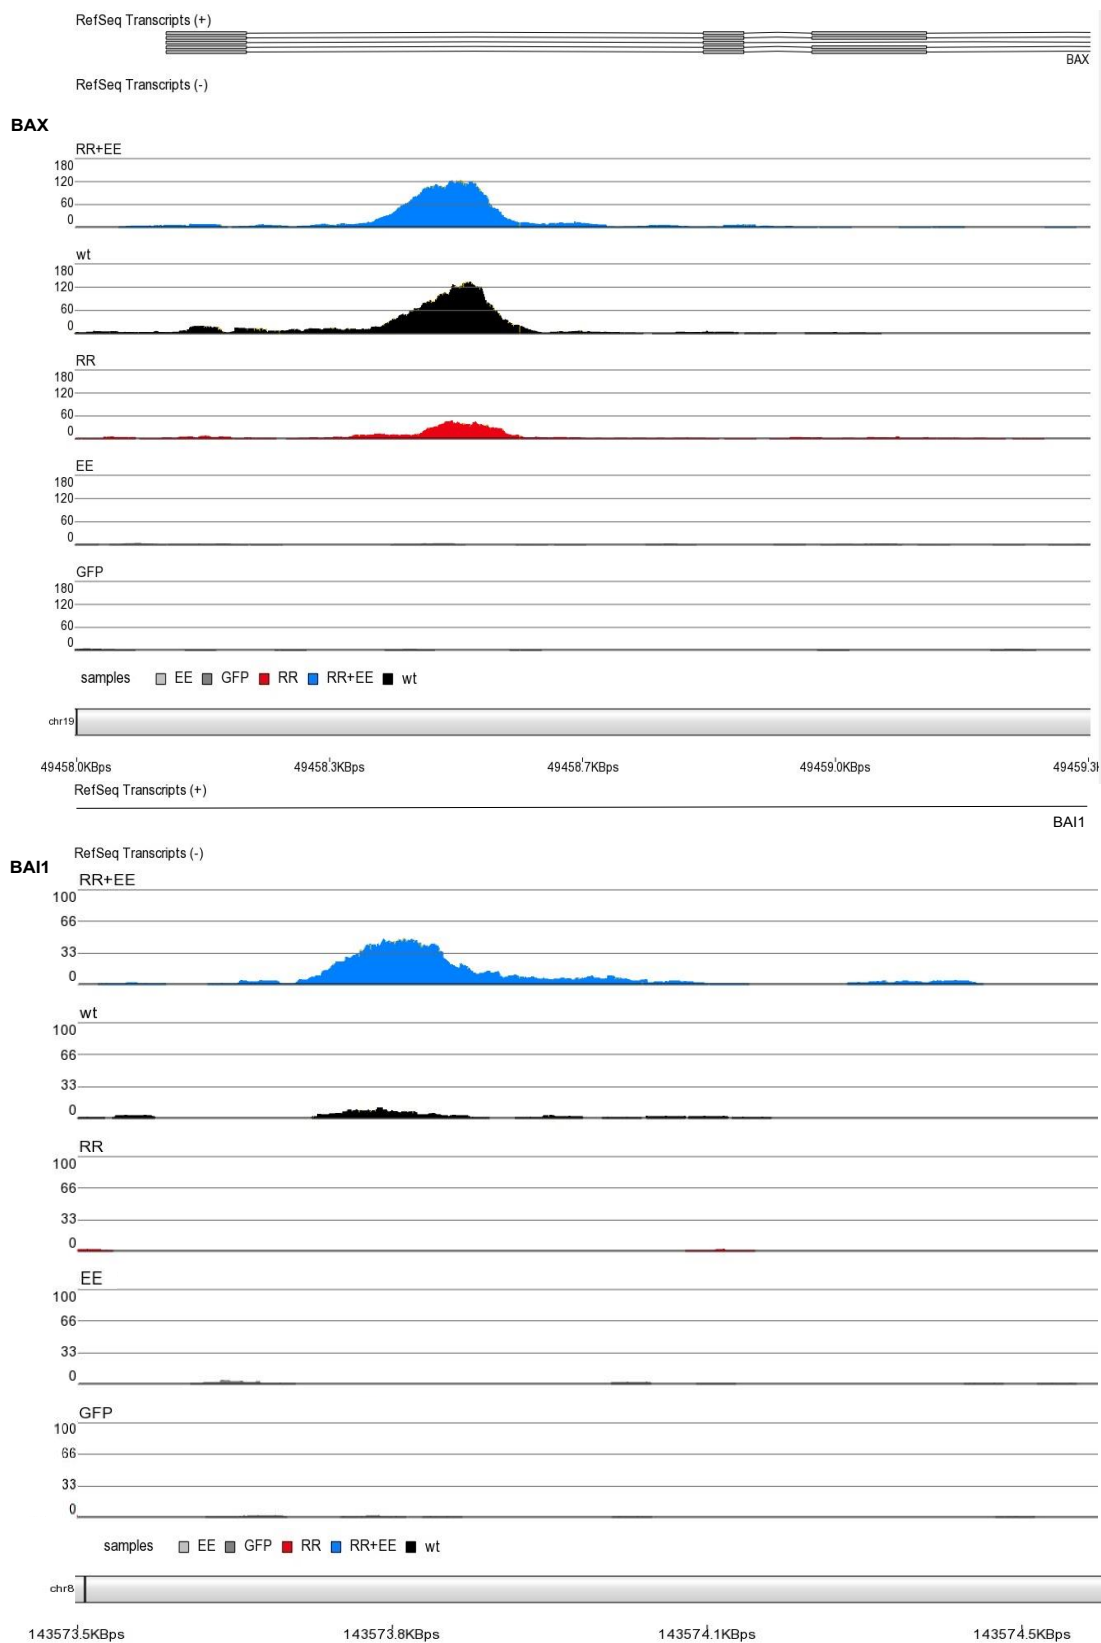 RefSeq Transcripts (+)
BAX
RefSeq Transcripts (-)
BAX
RR+EE
180
120
60
0
wt
180
120
60
0
RR
180
120
60
0
EE
180
120
60
0
GFP
180
120
60
0
samples EE GFP RR RR+EE wt
chr19
49458.0KBps 49458.3KBps 49458.7KBps 49459.0KBps 49459.3
RefSeq Transcripts (+)
BAI1
RefSeq Transcripts (-)
BAI1
RR+EE
100
66
33
0
wt
100
66
33
0
RR
100
66
33
0
EE
100
66
33
0
GFP
100
66
33
0
samples EE GFP RR RR+EE wt
chr8
143573.5KBps 143573.8KBps 143574.1KBps 143574.5KBps